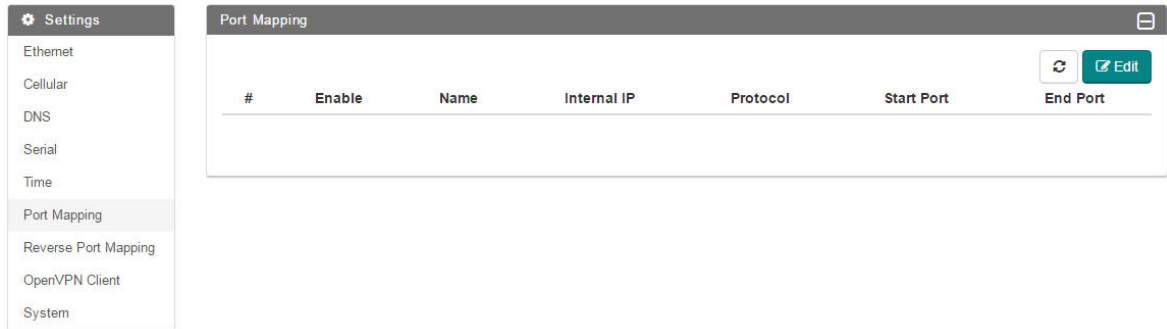 Settings
Ethernet
Cellular
DNS
Serial
Time
Port Mapping
Reverse Port Mapping
OpenVPN Client
System
Port Mapping
Edit
# Enable Name Internal IP Protocol Start Port End Port